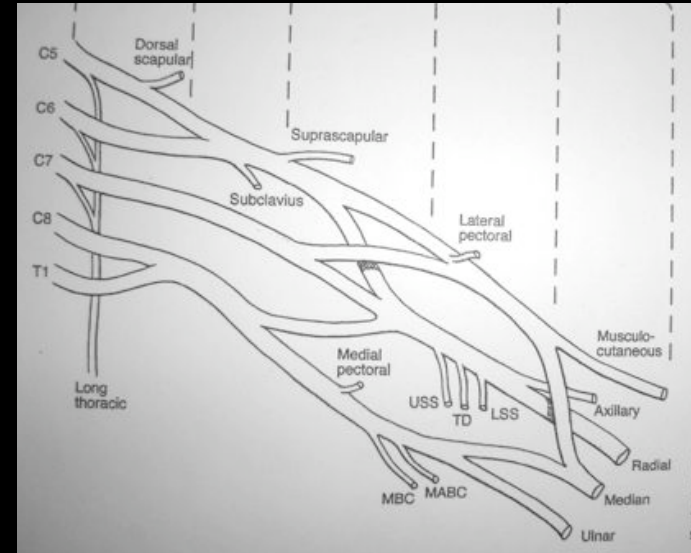 Dorsal
scapular
C5
C6
Suprascapular
C7
Subclavius
C8
Lateral
pectoral
T1
Musculo-
cutaneous
Medial
pectoral
Long
thoracic
USS
TD
LSS
Axillary
Radial
MBC
MABC
Median
Ulnar